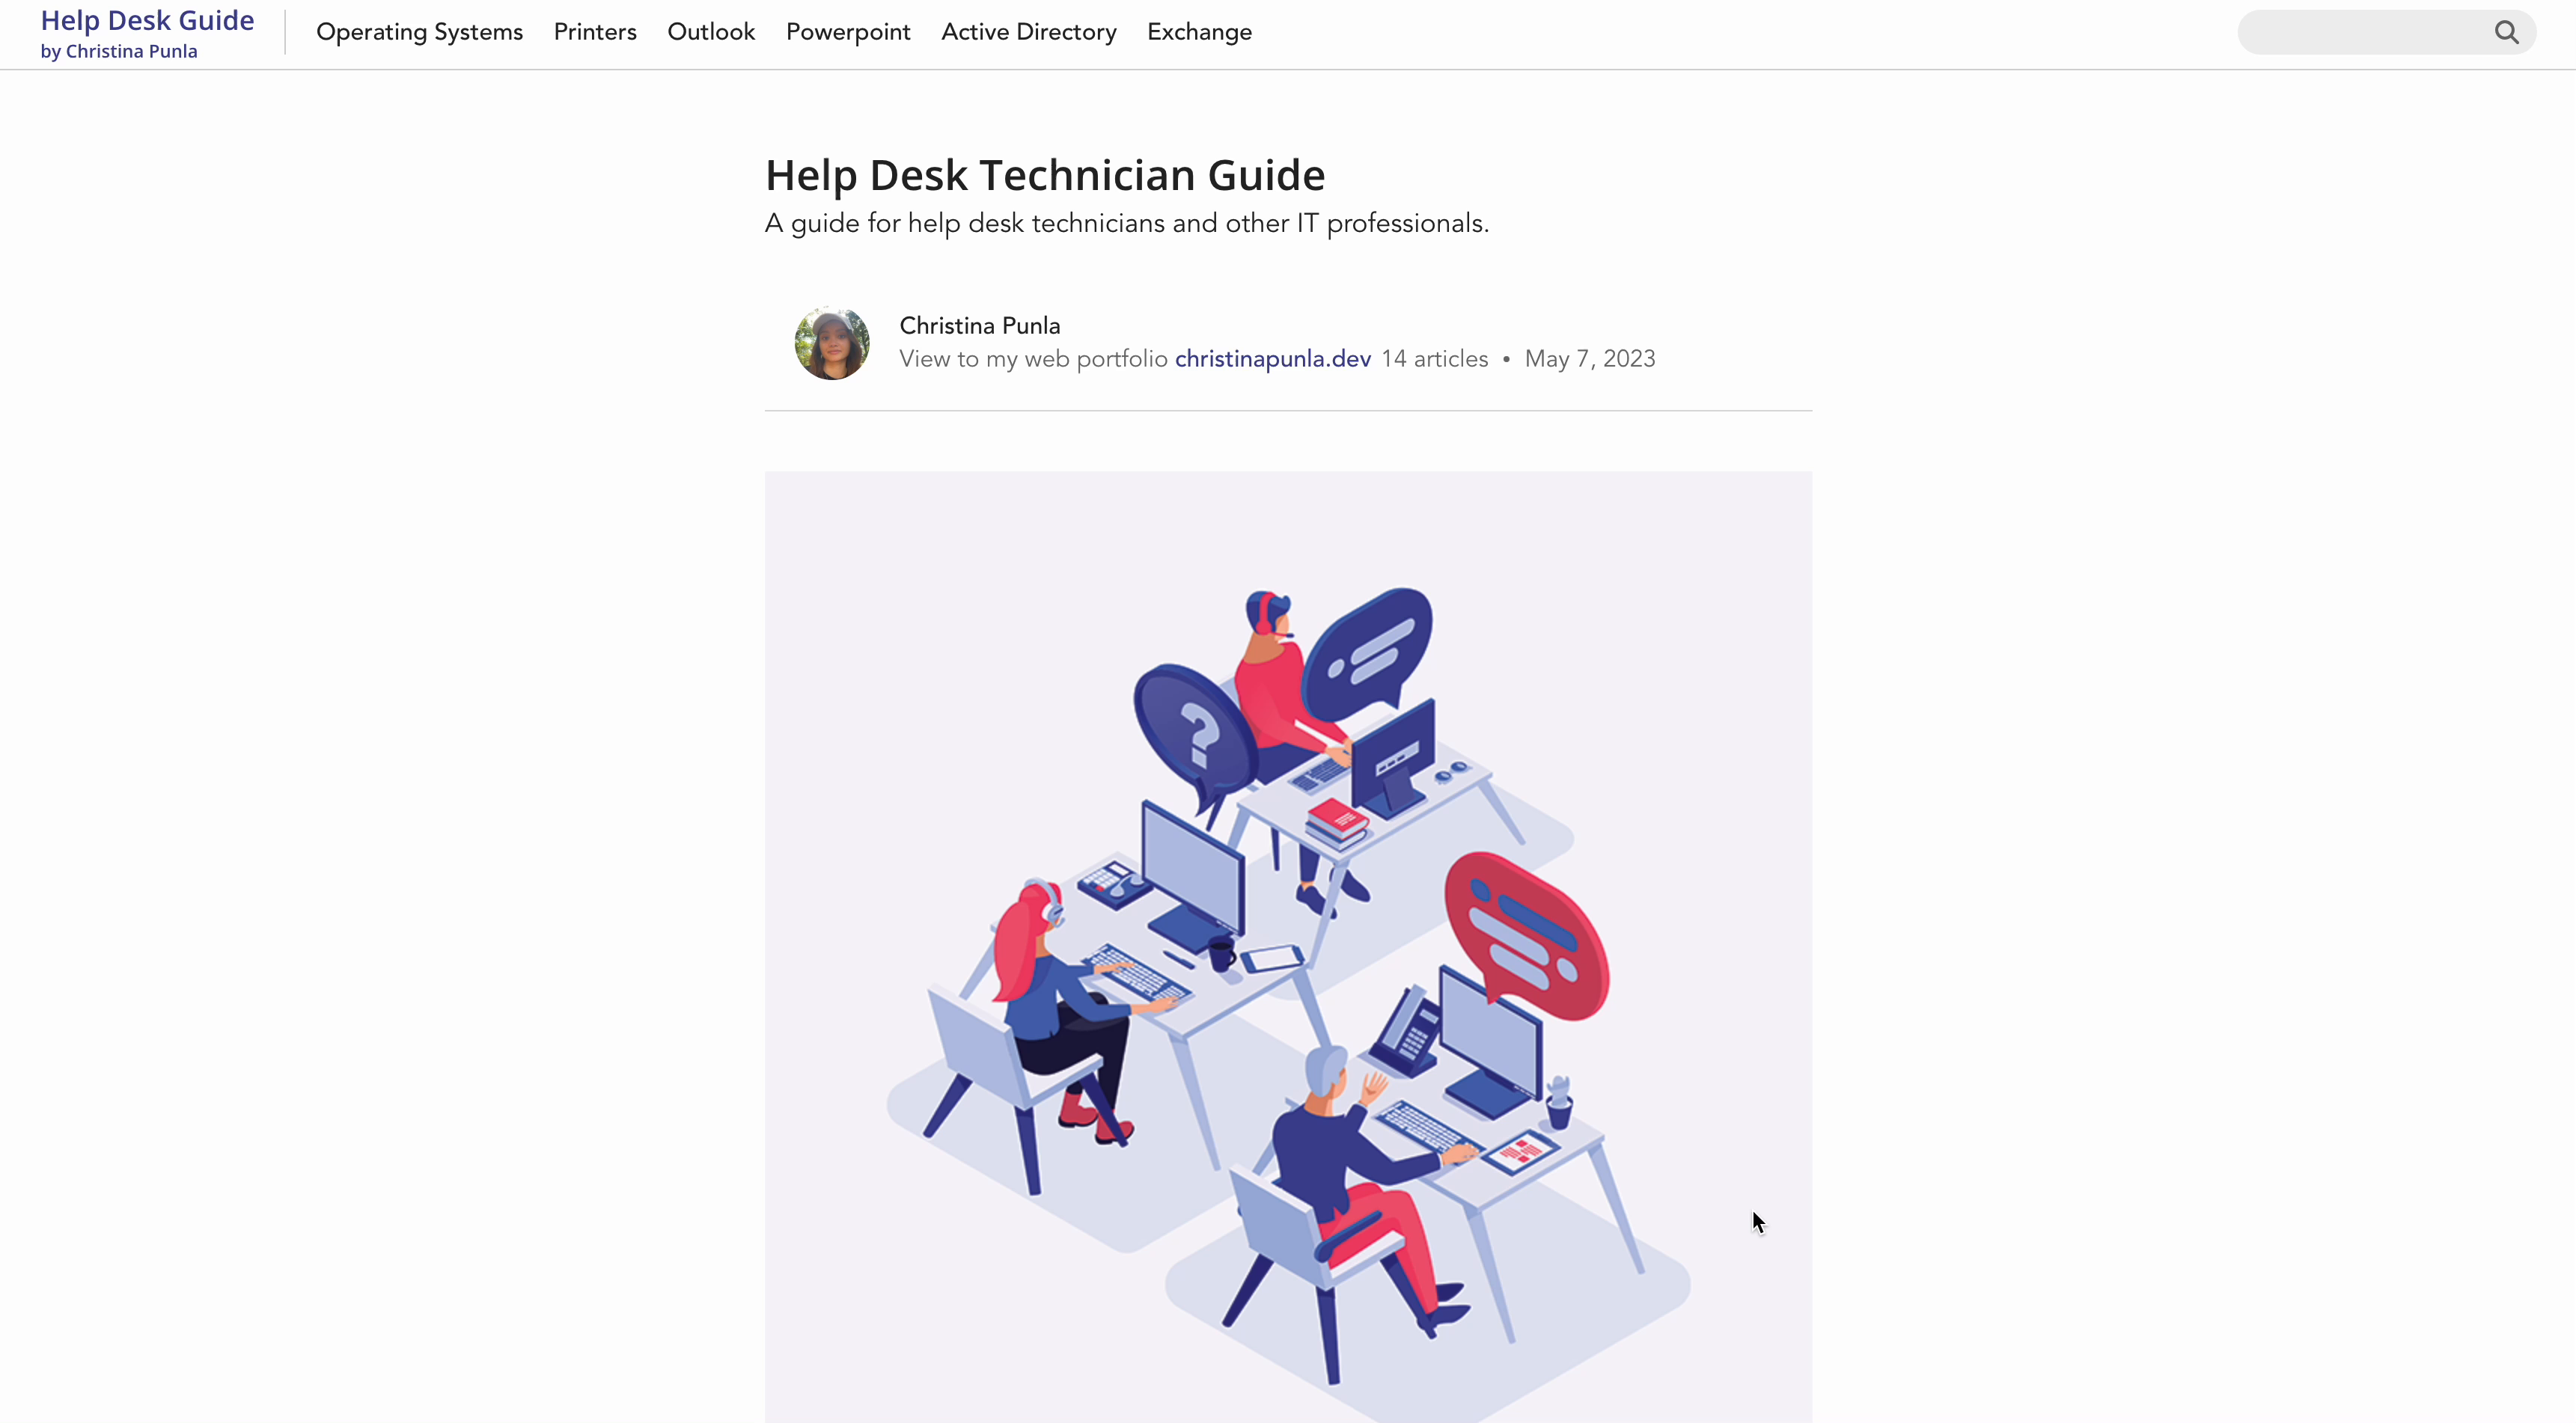 Help Desk Guide
by Christina Punla
Operating Systems Printers Outlook Powerpoint Active Directory Exchange
Help Desk Technician Guide
A guide for help desk technicians and other IT professionals.
Christina Punla
View to my web portfolio christinapunla.dev 14 articles • May 7, 2023
?